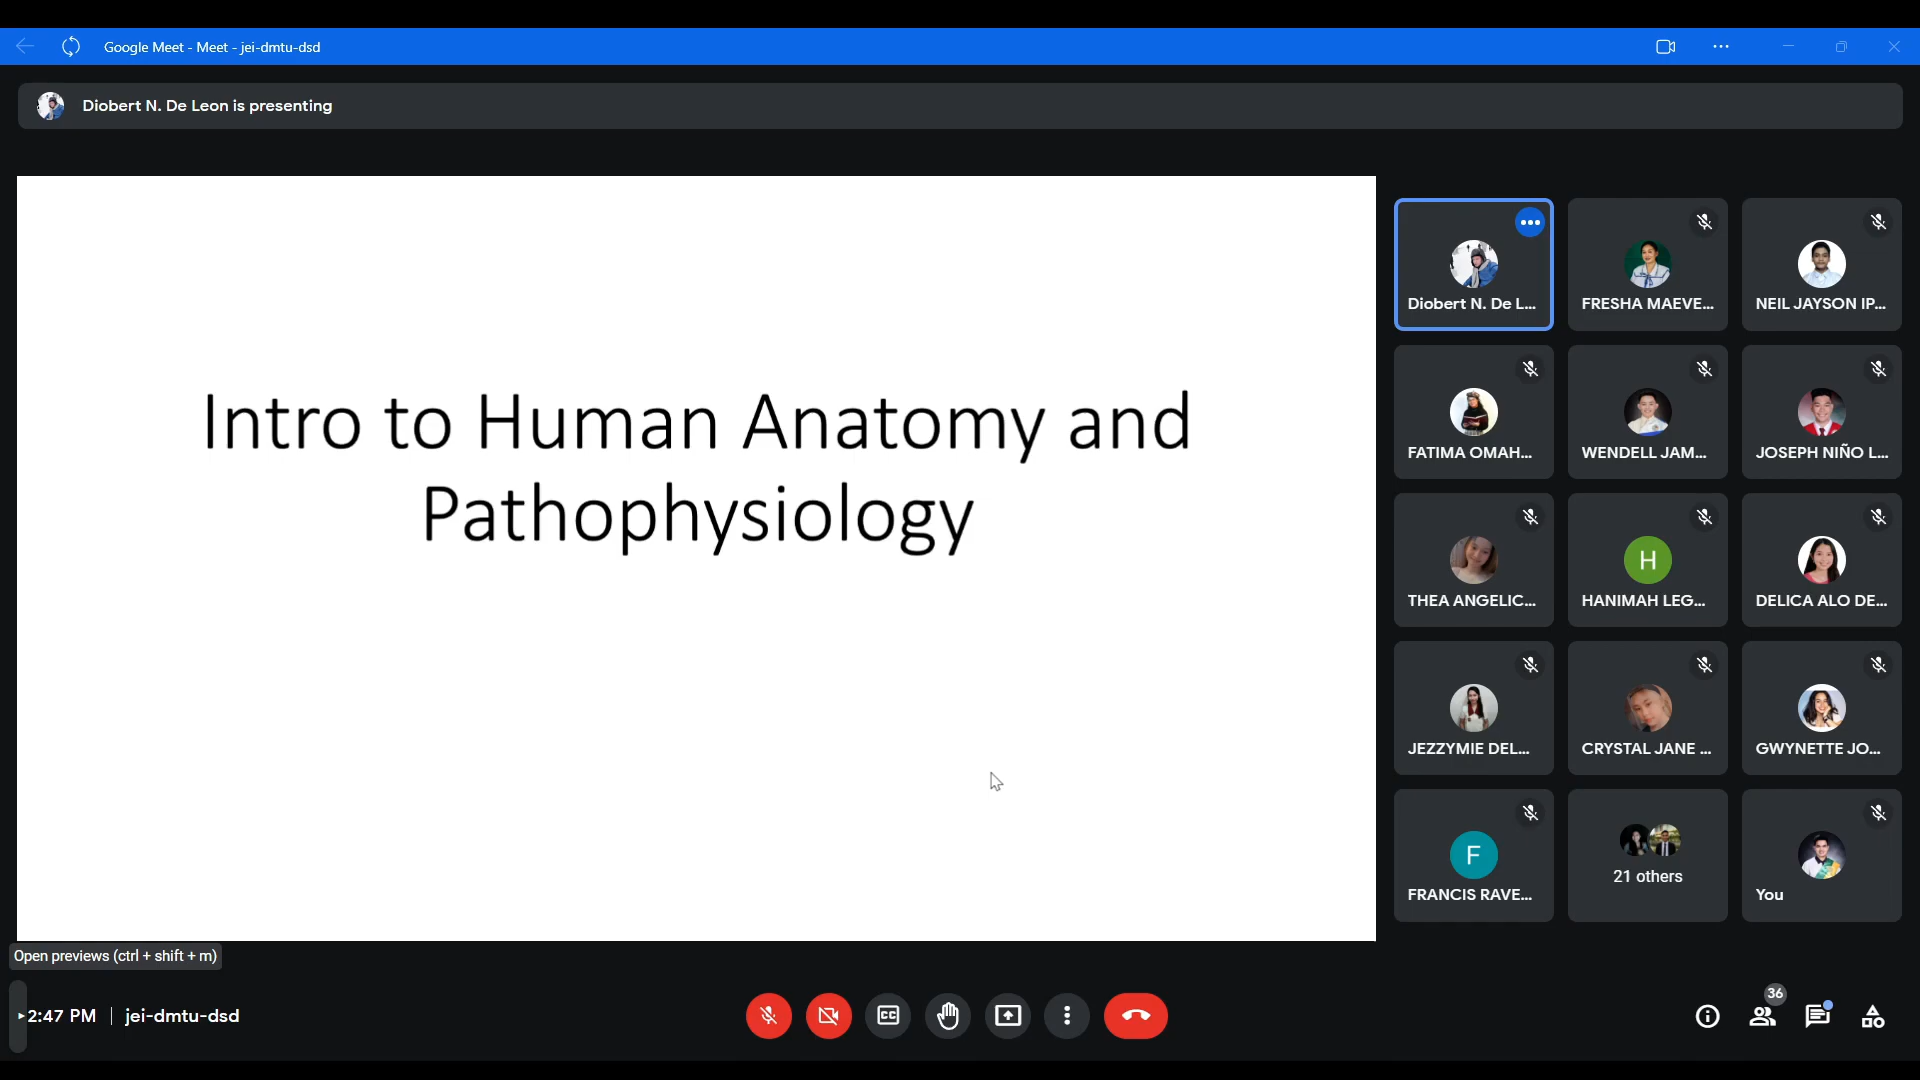 Google Meet - Meet - jei-dmtu-dsd
Diobert N. De Leon is presenting
Intro to Human Anatomy and
Pathophysiology
Diobert N. De L...
FRESHA MAEVE...
NEIL JAYSON IP...
FATIMA OMAH...
WENDELL JAM...
JOSEPH NIÑO L...
THEA ANGELIC...
H
HANIMAH LEG...
DELICA ALO DE...
JEZZYMIE DEL...
CRYSTAL JANE ...
GWYNETTE JO...
F
FRANCIS RAVE...
21 others
You
Open previews (ctrl + shift + m)
2:47 PM | jei-dmtu-dsd
CC
36